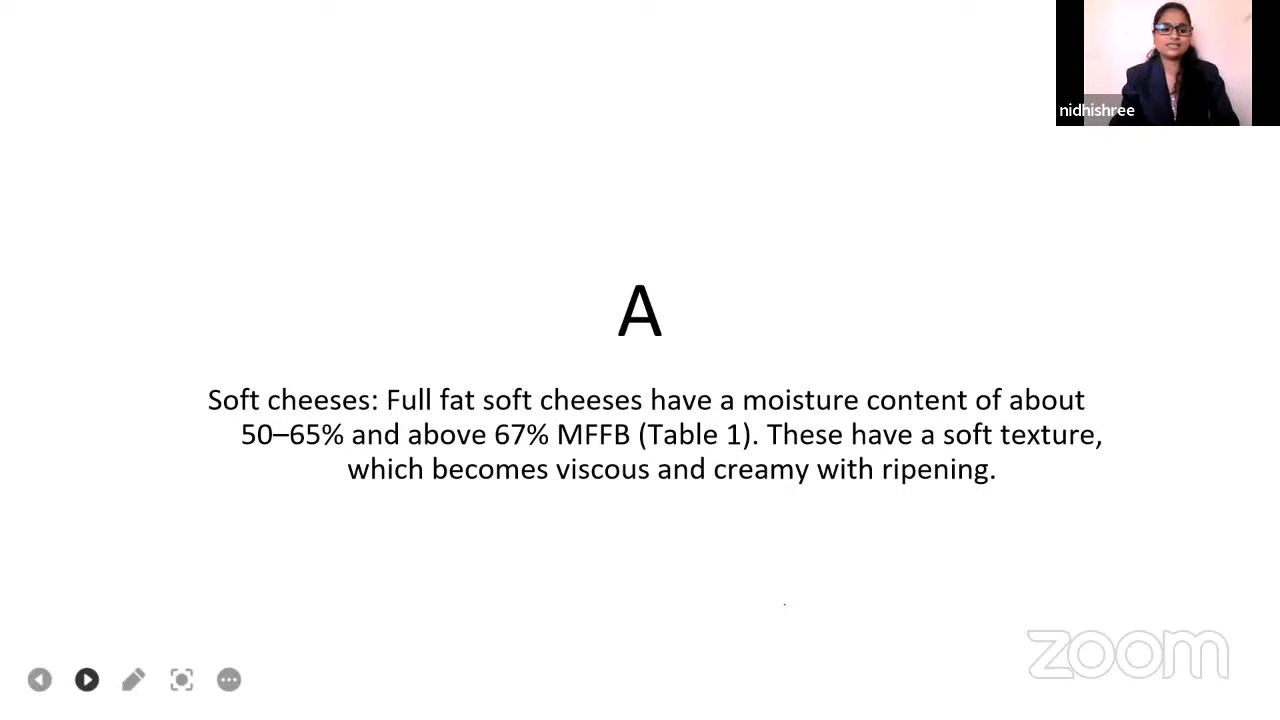 nidhishree
A
Soft cheeses: Full fat soft cheeses have a moisture content of about
50–65% and above 67% MFFB (Table 1). These have a soft texture,
which becomes viscous and creamy with ripening.
zoom